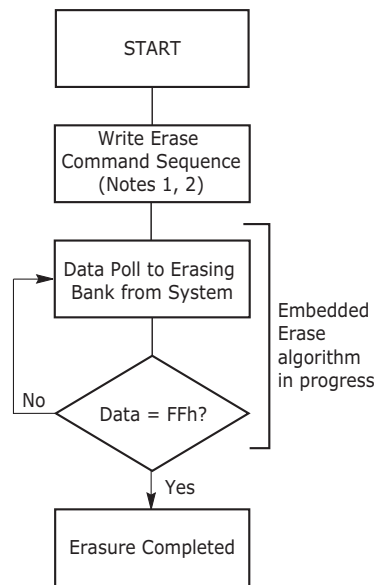 START
Write Erase
Command Sequence
(Notes 1, 2)
Data Poll to Erasing
Bank from System
Embedded
Erase
algorithm
in progress
No
Data = FFh?
Yes
Erasure Completed